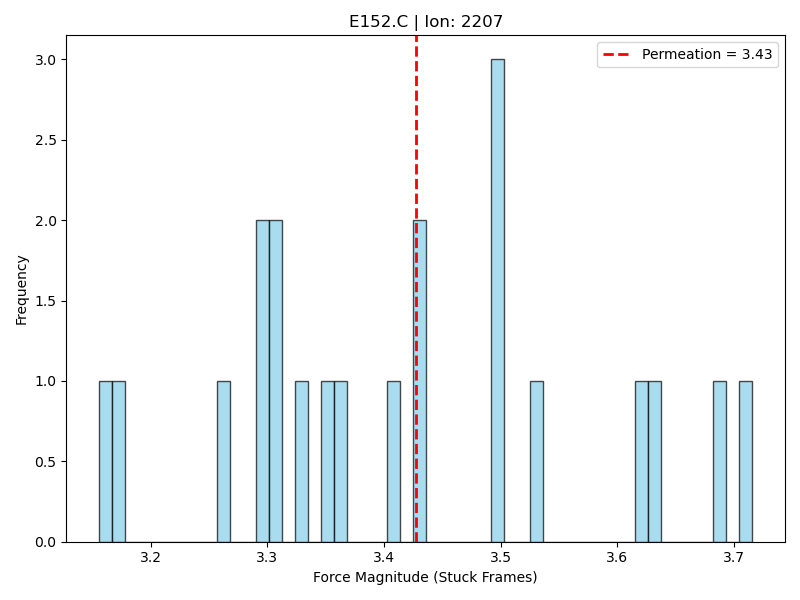 E152.C | Ion: 2207
Permeation = 3.43
Frequency
3.0
2.5
2.0
1.5
1.0
0.5
0.0
3.2 3.3 3.4 3.5 3.6 3.7
Force Magnitude (Stuck Frames)